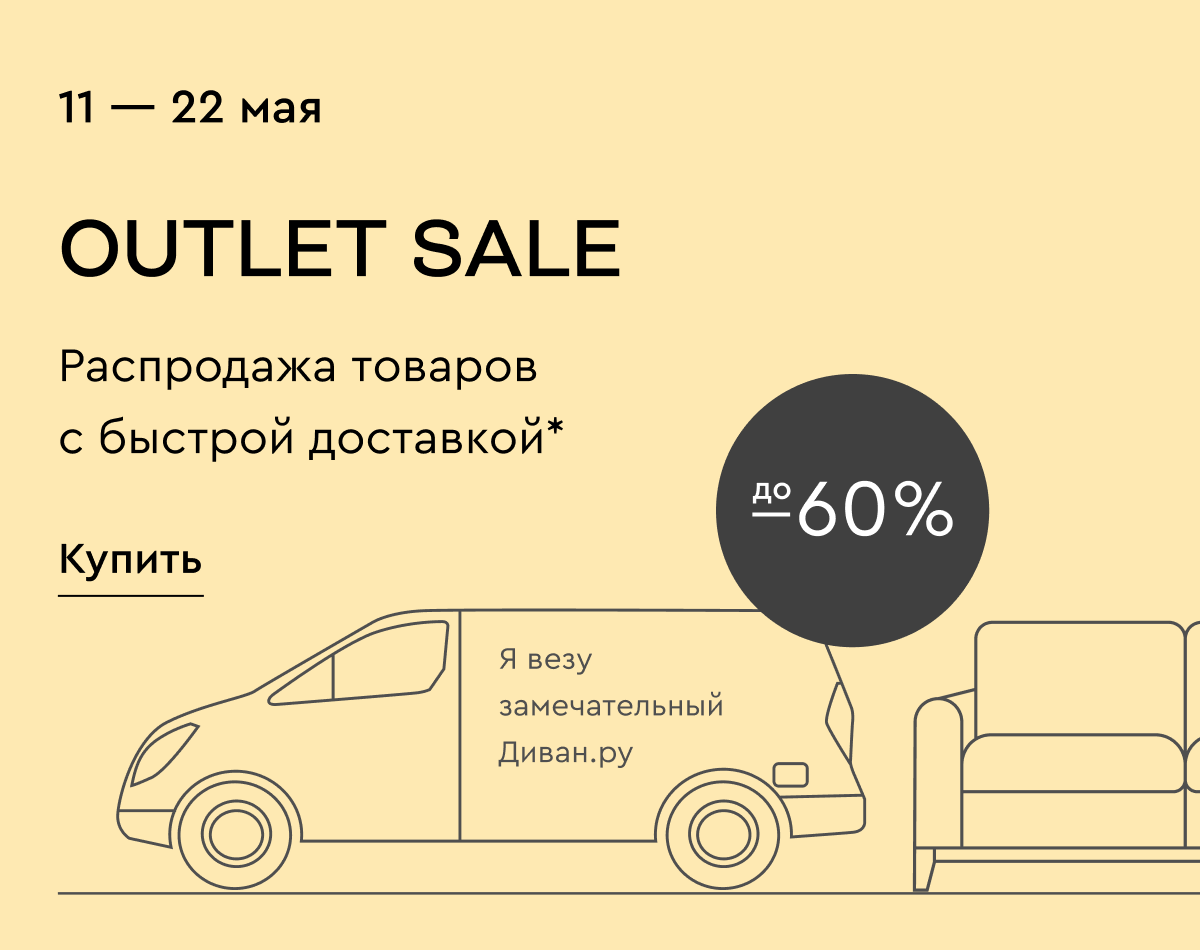 11 — 22 мая
OUTLET SALE
Распродажа товаров
с быстрой доставкой*
до 60%
Купить
Я везу
замечательный
Диван.ру